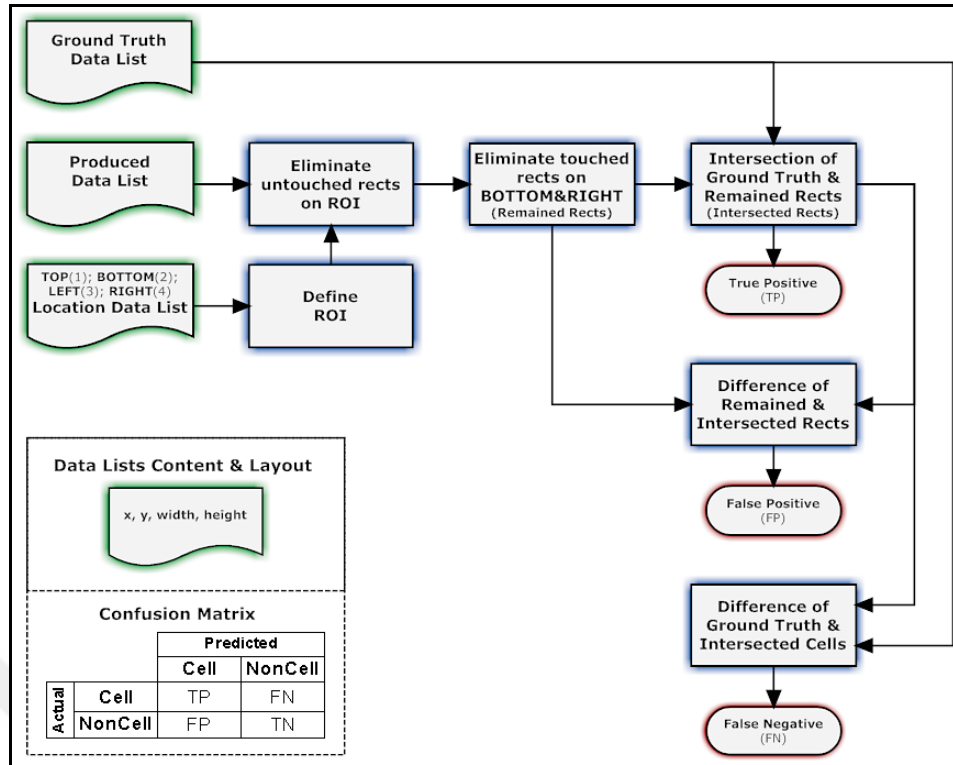 Ground Truth
Data List
Produced
Data List
Eliminate
untouched rects
on ROI
Eliminate touched
rects on
BOTTOM&RIGHT
(Remained Rects)
Intersection of
Ground Truth &
Remained Rects
(Intersected Rects)
TOP(1); BOTTOM(2);
LEFT(3); RIGHT(4)
Location Data List
Define
ROI
True Positive
(TP)
Difference of
Remained &
Intersected Rects
False Positive
(FP)
Difference of
Ground Truth &
Intersected Cells
False Negative
(FN)
Data Lists Content & Layout
x, y, width, height
Confusion Matrix
Predicted
Cell NonCell
Actual
Cell TP FN
NonCell FP TN